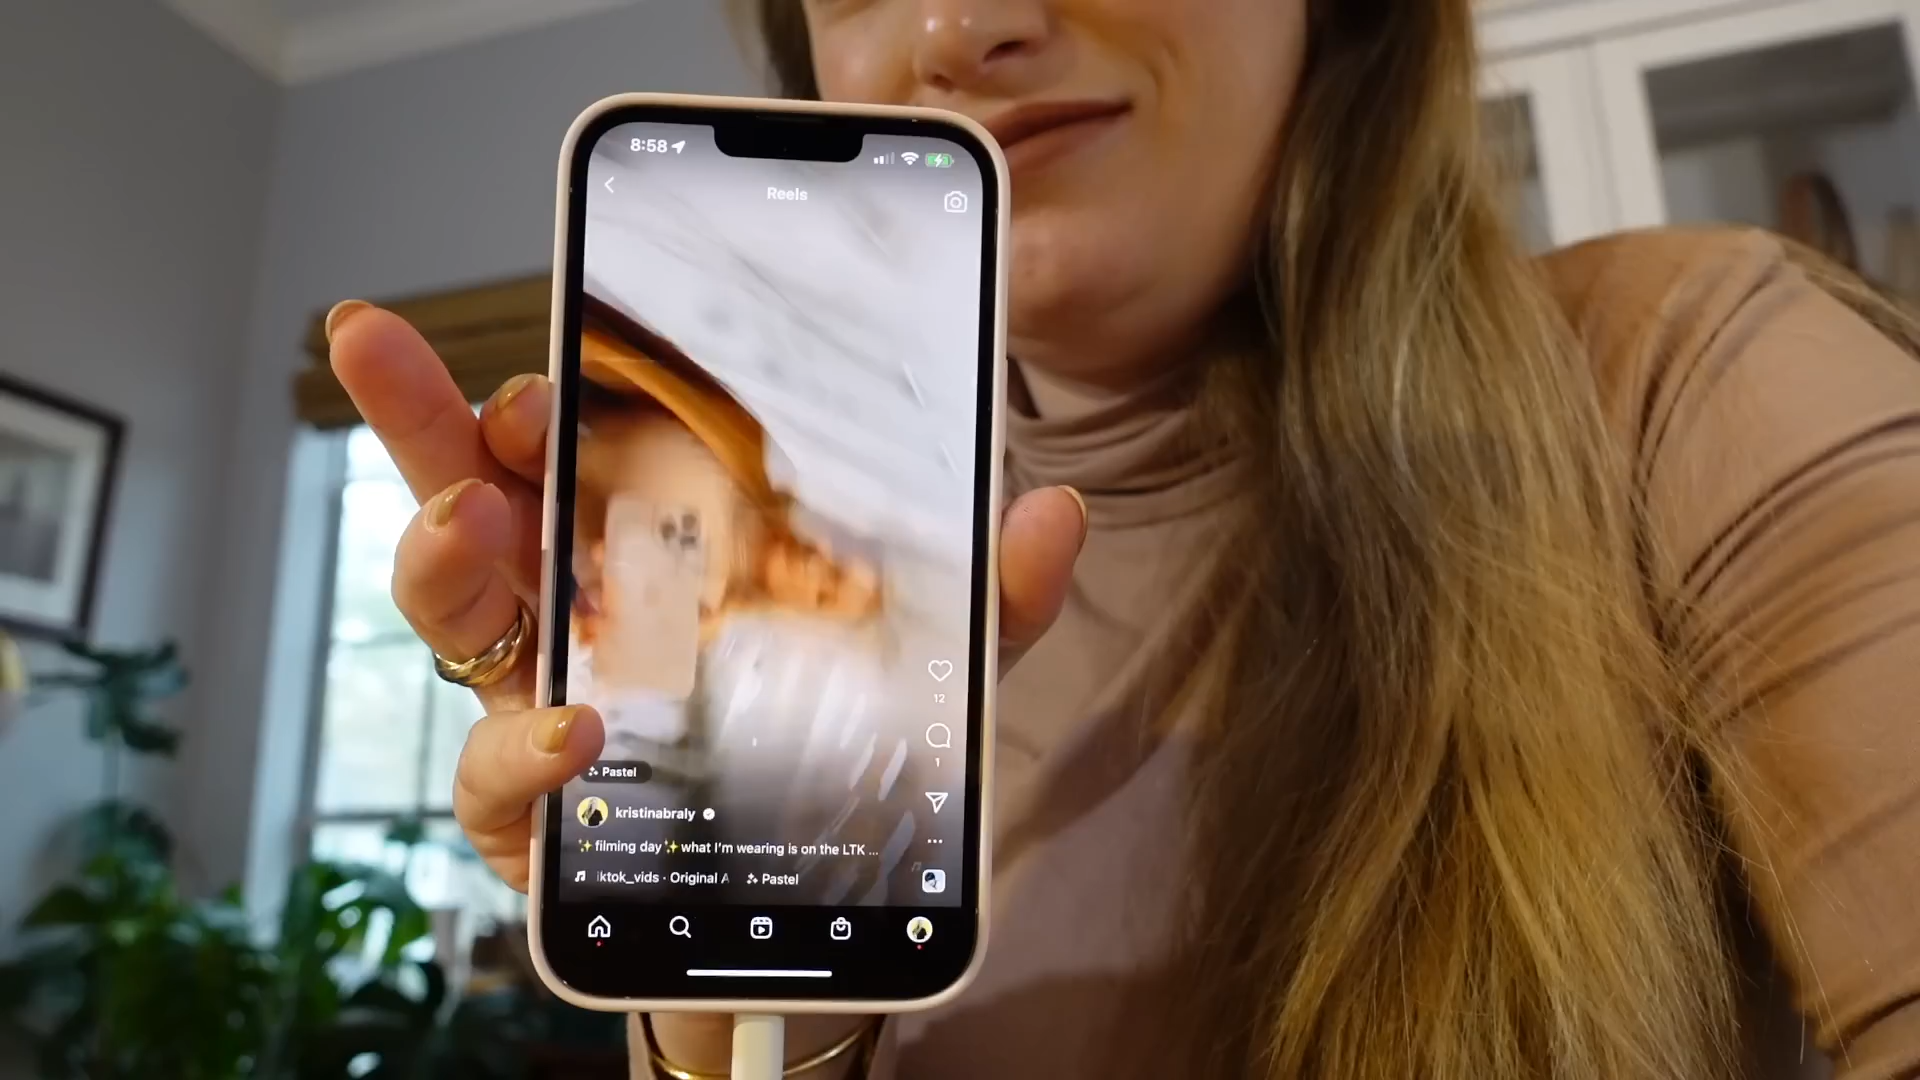 8:58
Reels
12
1
Pastel
kristinabraly
✨filming day✨what I'm wearing is on the LTK ...
iktok_vids · Original A
Pastel